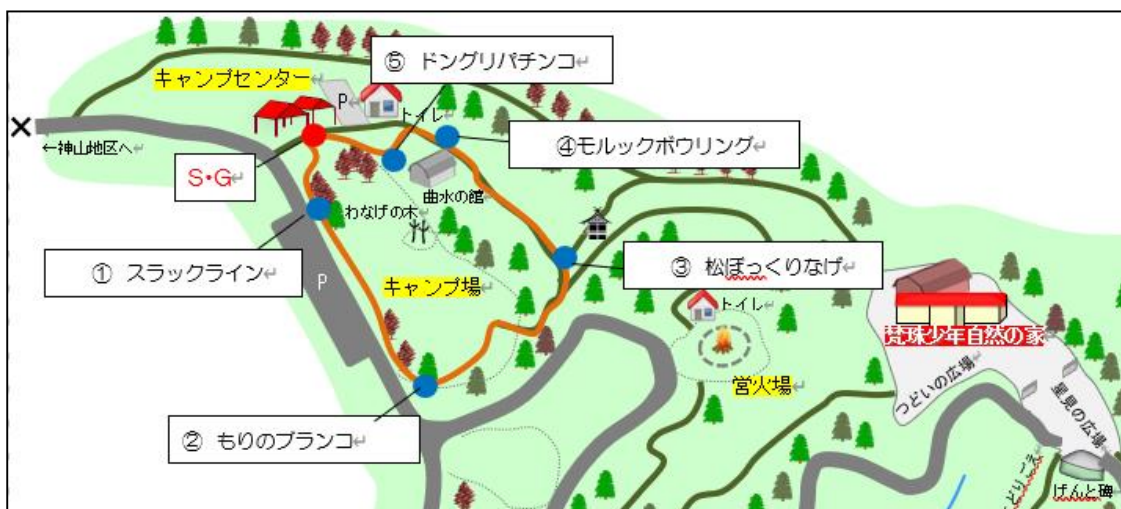 ⑤ ドングリパチンコ↵
キャンプセンター
P
トイレ
④モルックボウリング↵
×
←神山地区へ
S・G↵
曲水の館
わなげの木
① スラックライン↵
P
キャンプ場
③ 松ぼっくりなげ↵
トイレ
梵珠少年自然の家
営火場
つどいの広場
星見の広場
② もりのブランコ↵
げんと碑